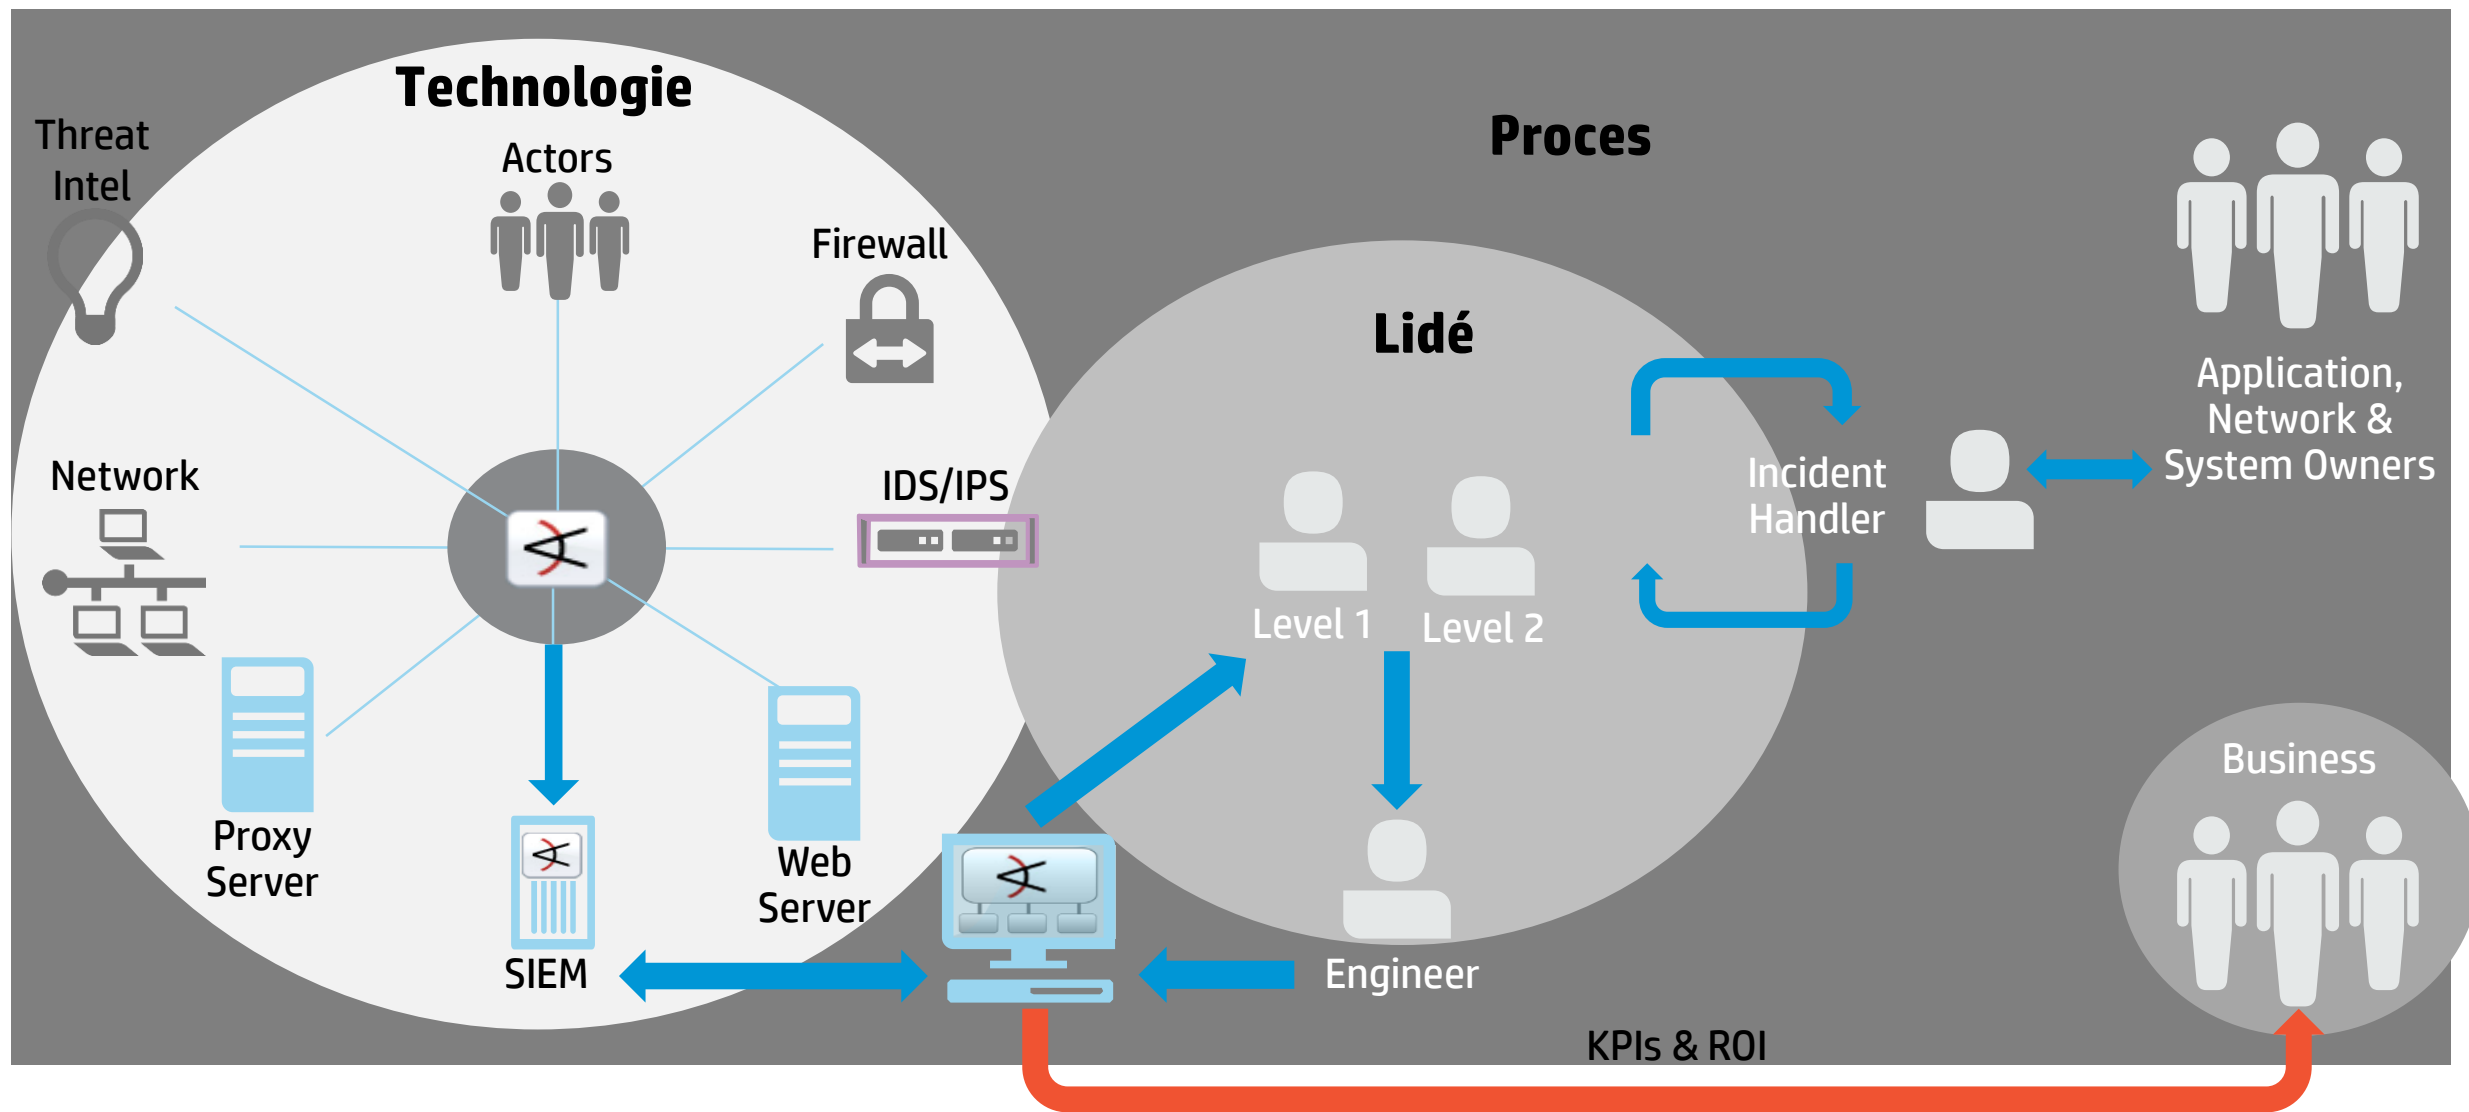 Technologie
Threat
Intel
Actors
Firewall
Network
IDS/IPS
Proxy
Server
Web
Server
SIEM
Proces
Lidé
Level 1
Level 2
Engineer
Incident
Handler
Application,
Network &
System Owners
Business
KPIs & ROI